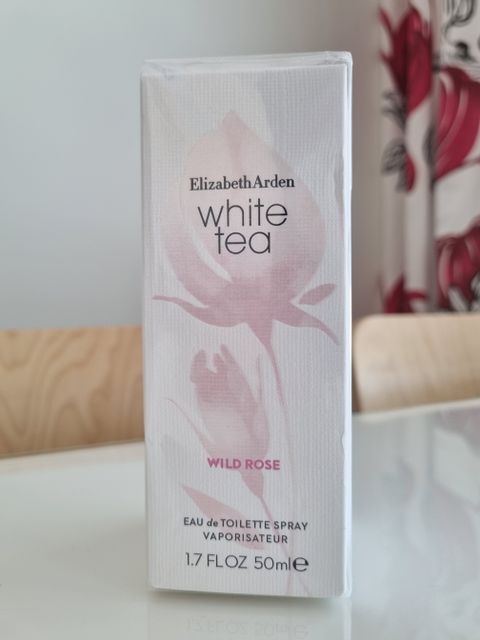 ElizabethArden
white
tea
WILD ROSE
EAU de TOILETTE SPRAY
VAPORISATEUR
1.7 FL OZ 50ml℮